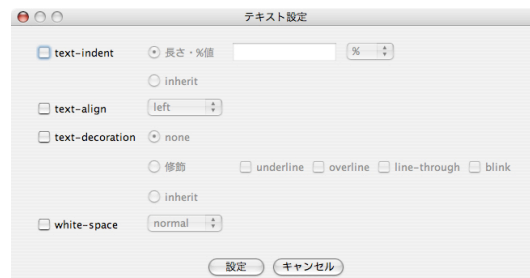 テキスト設定
text-indent 長さ・%値 %
inherit
text-align left
text-decoration none
修飾 underline overline line-through blink
inherit
white-space normal
設定 キャンセル